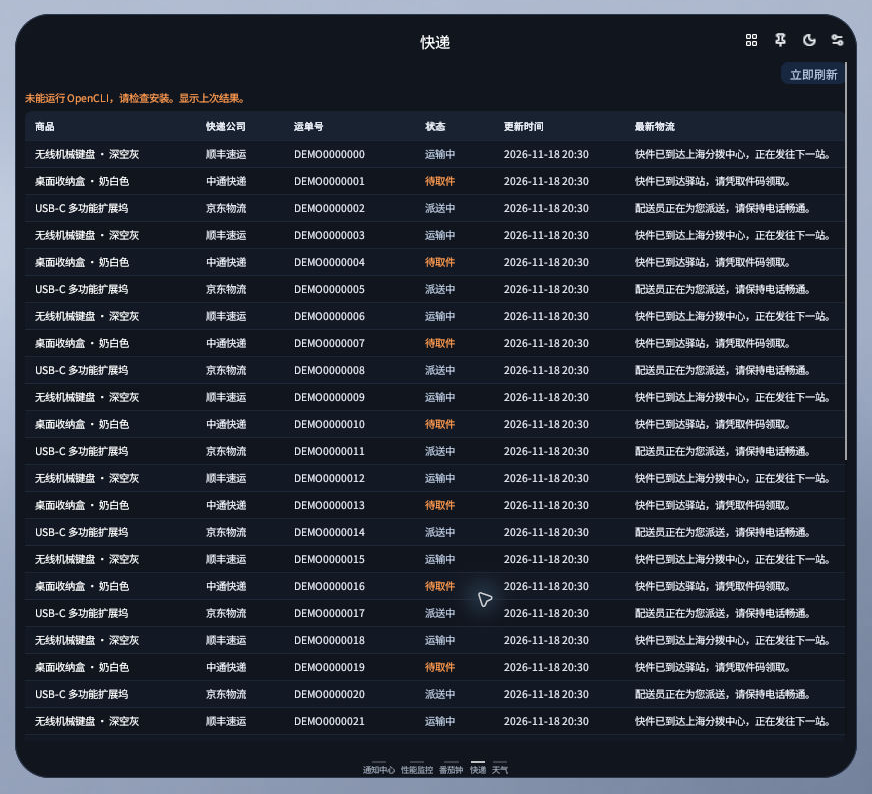 快递
立即刷新
未能运行 OpenCLI，请检查安装。显示上次结果。
商品 快递公司 运单号 状态 更新时间 最新物流
无线机械键盘 · 深空灰 顺丰速运 DEMO0000000 运输中 2026-11-18 20:30 快件已到达上海分拨中心，正在发往下一站。
桌面收纳盒 · 奶白色 中通快递 DEMO0000001 待取件 2026-11-18 20:30 快件已到达驿站，请凭取件码领取。
USB-C 多功能扩展坞 京东物流 DEMO0000002 派送中 2026-11-18 20:30 配送员正在为您派送，请保持电话畅通。
无线机械键盘 · 深空灰 顺丰速运 DEMO0000003 运输中 2026-11-18 20:30 快件已到达上海分拨中心，正在发往下一站。
桌面收纳盒 · 奶白色 中通快递 DEMO0000004 待取件 2026-11-18 20:30 快件已到达驿站，请凭取件码领取。
USB-C 多功能扩展坞 京东物流 DEMO0000005 派送中 2026-11-18 20:30 配送员正在为您派送，请保持电话畅通。
无线机械键盘 · 深空灰 顺丰速运 DEMO0000006 运输中 2026-11-18 20:30 快件已到达上海分拨中心，正在发往下一站。
桌面收纳盒 · 奶白色 中通快递 DEMO0000007 待取件 2026-11-18 20:30 快件已到达驿站，请凭取件码领取。
USB-C 多功能扩展坞 京东物流 DEMO0000008 派送中 2026-11-18 20:30 配送员正在为您派送，请保持电话畅通。
无线机械键盘 · 深空灰 顺丰速运 DEMO0000009 运输中 2026-11-18 20:30 快件已到达上海分拨中心，正在发往下一站。
桌面收纳盒 · 奶白色 中通快递 DEMO0000010 待取件 2026-11-18 20:30 快件已到达驿站，请凭取件码领取。
USB-C 多功能扩展坞 京东物流 DEMO0000011 派送中 2026-11-18 20:30 配送员正在为您派送，请保持电话畅通。
无线机械键盘 · 深空灰 顺丰速运 DEMO0000012 运输中 2026-11-18 20:30 快件已到达上海分拨中心，正在发往下一站。
桌面收纳盒 · 奶白色 中通快递 DEMO0000013 待取件 2026-11-18 20:30 快件已到达驿站，请凭取件码领取。
USB-C 多功能扩展坞 京东物流 DEMO0000014 派送中 2026-11-18 20:30 配送员正在为您派送，请保持电话畅通。
无线机械键盘 · 深空灰 顺丰速运 DEMO0000015 运输中 2026-11-18 20:30 快件已到达上海分拨中心，正在发往下一站。
桌面收纳盒 · 奶白色 中通快递 DEMO0000016 待取件 2026-11-18 20:30 快件已到达驿站，请凭取件码领取。
USB-C 多功能扩展坞 京东物流 DEMO0000017 派送中 2026-11-18 20:30 配送员正在为您派送，请保持电话畅通。
无线机械键盘 · 深空灰 顺丰速运 DEMO0000018 运输中 2026-11-18 20:30 快件已到达上海分拨中心，正在发往下一站。
桌面收纳盒 · 奶白色 中通快递 DEMO0000019 待取件 2026-11-18 20:30 快件已到达驿站，请凭取件码领取。
USB-C 多功能扩展坞 京东物流 DEMO0000020 派送中 2026-11-18 20:30 配送员正在为您派送，请保持电话畅通。
无线机械键盘 · 深空灰 顺丰速运 DEMO0000021 运输中 2026-11-18 20:30 快件已到达上海分拨中心，正在发往下一站。
通知中心 性能监控 番茄钟 快递 天气